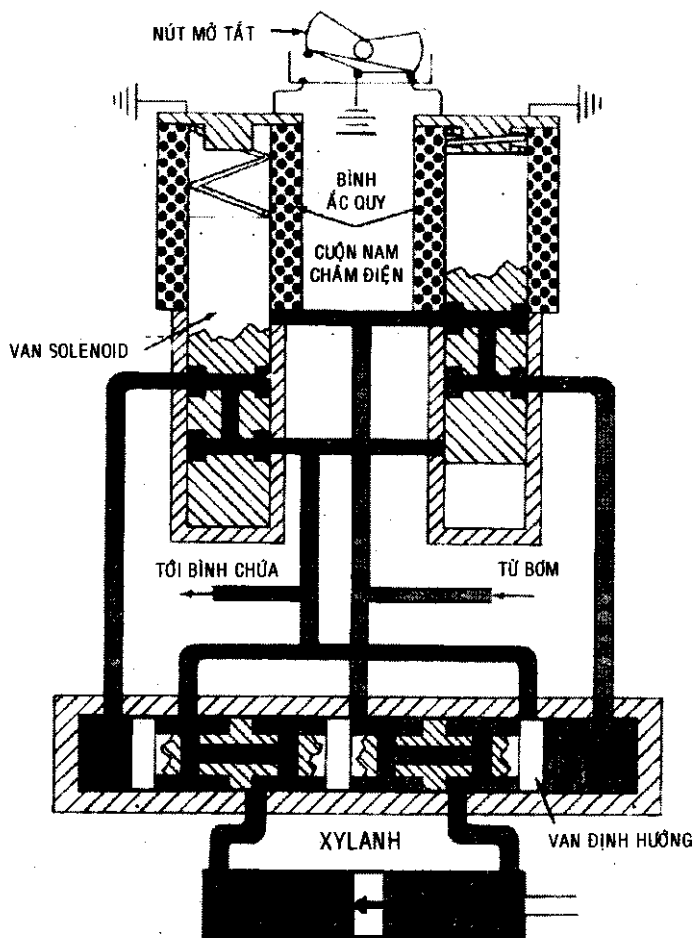 NÚT MỞ TẮT
BÌNH
ẮC QUY
CUỘN NAM
CHÂM ĐIỆN
VAN SOLENOID
TỚI BÌNH CHỨA
TỪ BƠM
XYLANH
VAN ĐỊNH HƯỚNG